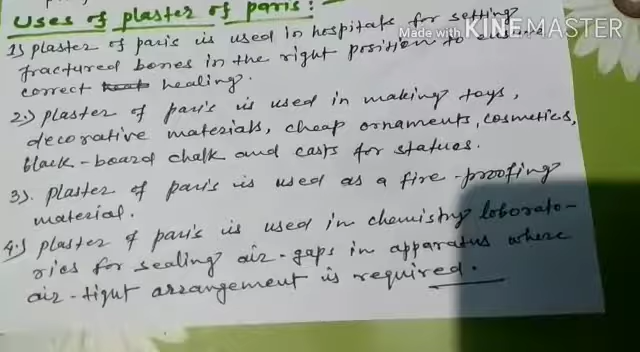 Uses of plaster of paris :
1) plaster of paris is used in hospitals for setting
Made with KINEMASTER
fractured bones in the right position to ensure
correct healing.
2.) plaster of paris is used in making toys,
decorative materials, cheap ornaments, cosmetics,
black-board chalk and casts for statues.
3). plaster of paris is used as a fire-proofing
material.
4.) plaster of paris is used in chemistry loborato-
ries for sealing air-gaps in apparatus where
air-tight arrangement is required.